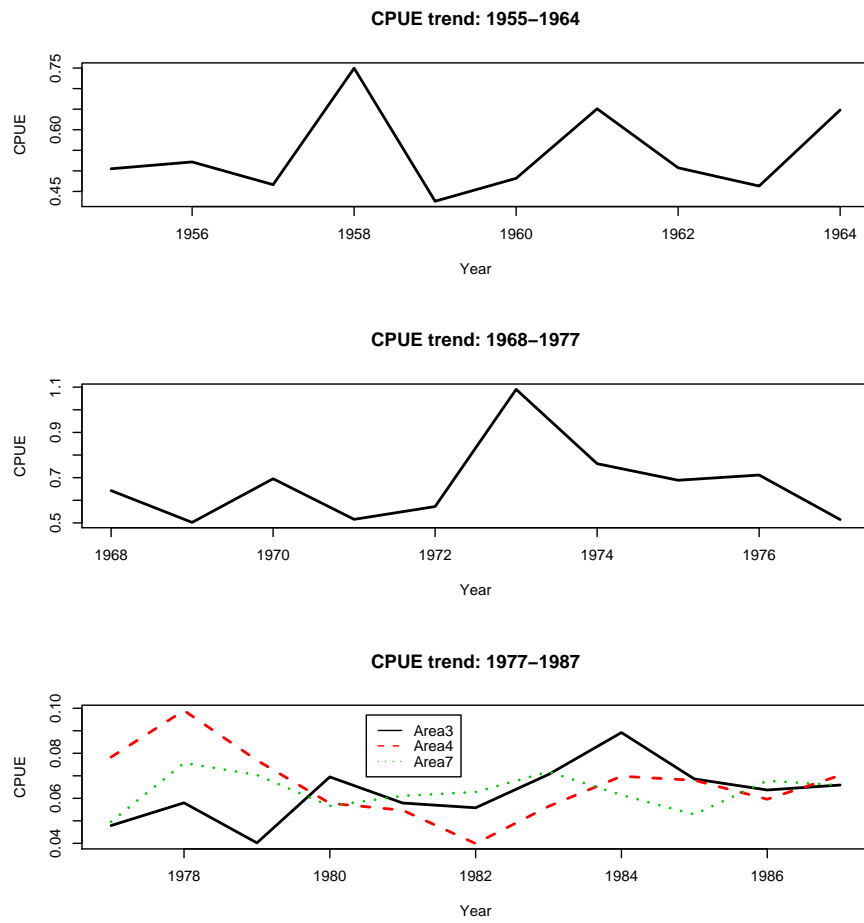 CPUE trend: 1955−1964
CPUE
0.75
0.60
0.45
1956 1958 1960 1962 1964
Year
CPUE trend: 1968−1977
CPUE
1.1
0.9
0.7
0.5
1968 1970 1972 1974 1976
Year
CPUE trend: 1977−1987
CPUE
0.10
0.08
0.06
0.04
Area3
Area4
Area7
1978 1980 1982 1984 1986
Year